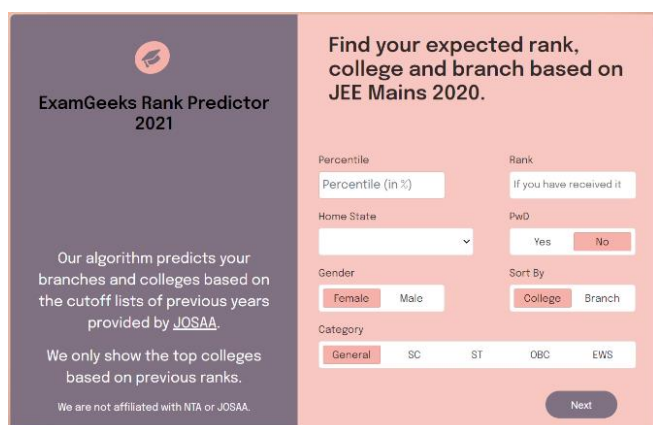 ExamGeeks Rank Predictor
2021
Our algorithm predicts your
branches and colleges based on
the cutoff lists of previous years
provided by JOSAA.
We only show the top colleges
based on previous ranks.
We are not affiliated with NTA or JOSAA.
Find your expected rank,
college and branch based on
JEE Mains 2020.
Percentile
Rank
Percentile (in %)
If you have received it
Home State
PwD
Yes No
Gender
Sort By
Female Male
College Branch
Category
General SC ST OBC EWS
Next